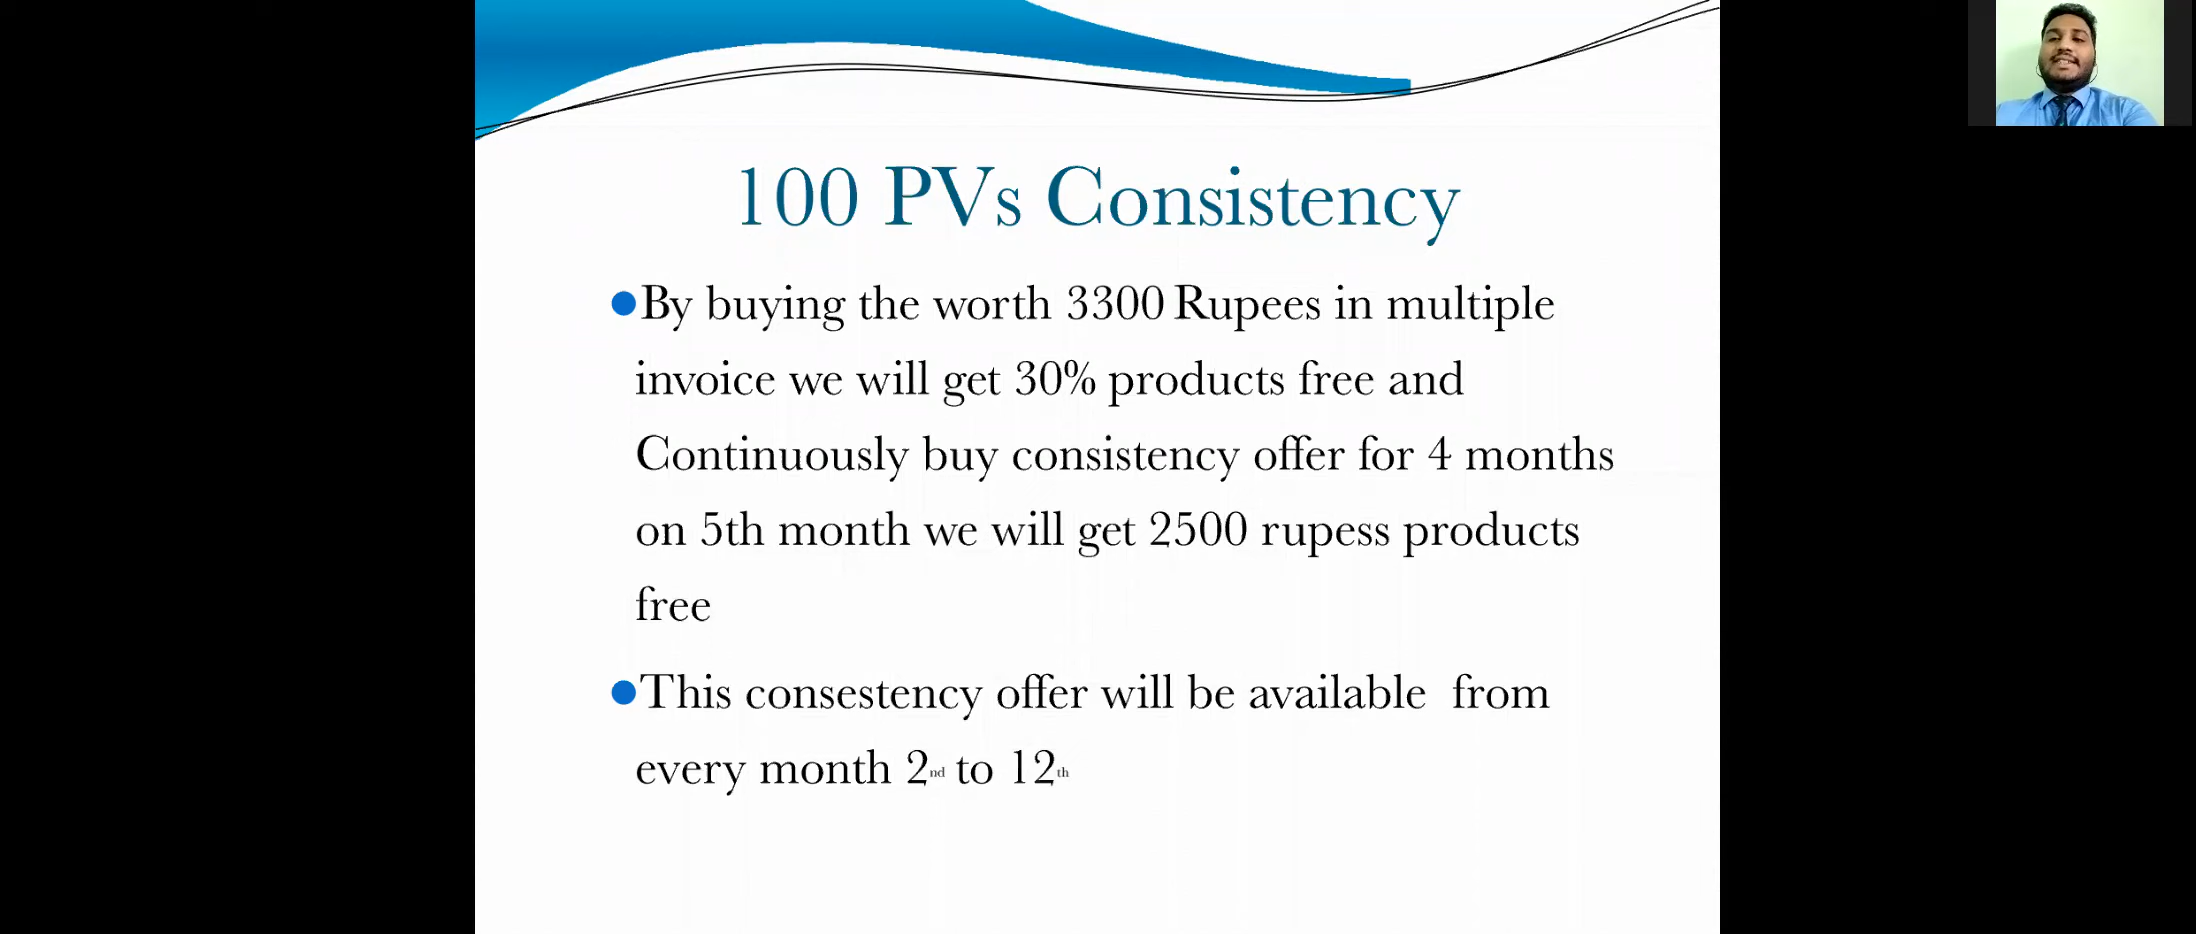 100 PVs Consistency
By buying the worth 3300 Rupees in multiple
invoice we will get 30% products free and
Continuously buy consistency offer for 4 months
on 5th month we will get 2500 rupess products
free
This consestency offer will be available from
every month 2nd to 12th